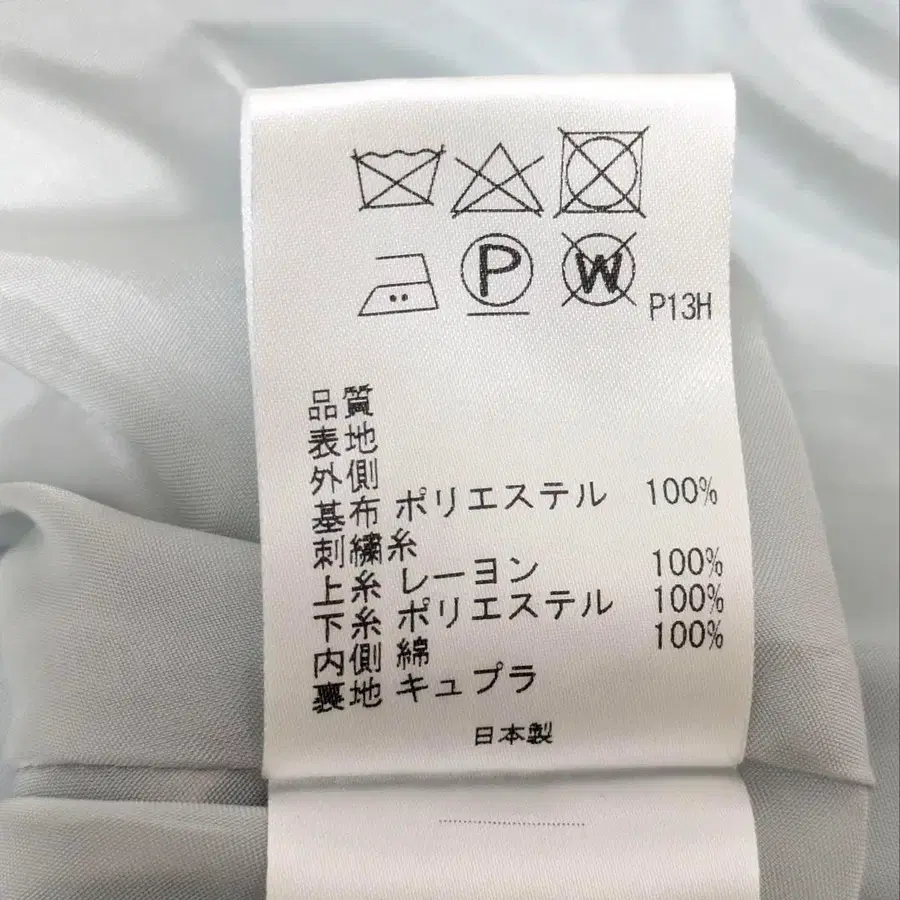 P W P13H
品質
表地
外側
基布 ポリエステル 100%
刺繍糸
上糸 レーヨン 100%
下糸 ポリエステル 100%
内側 綿 100%
裏地 キュプラ
日本製